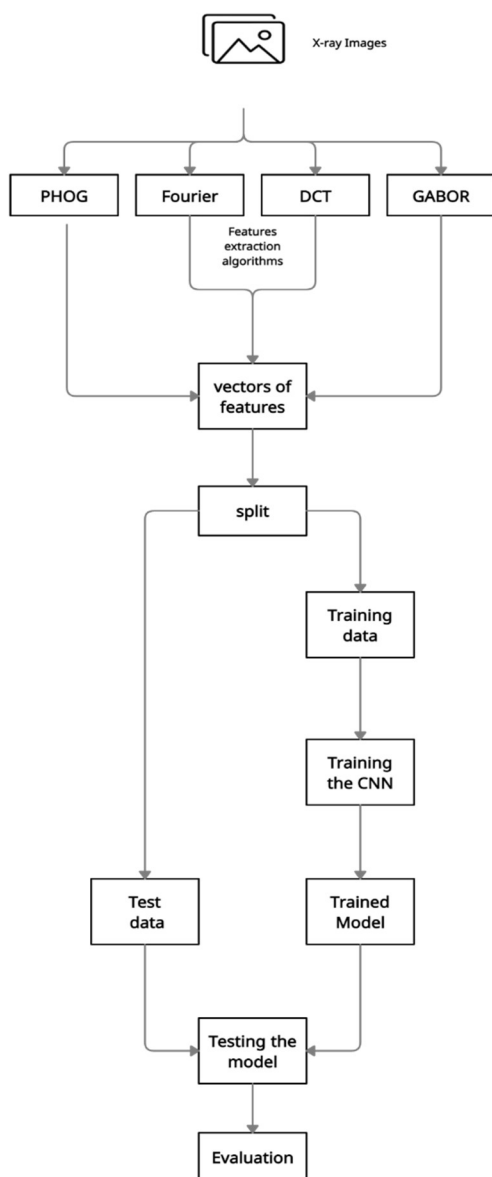 X-ray Images
PHOG
Fourier
DCT
GABOR
Features
extraction
algorithms
vectors of
features
split
Training
data
Training
the CNN
Test
data
Trained
Model
Testing the
model
Evaluation